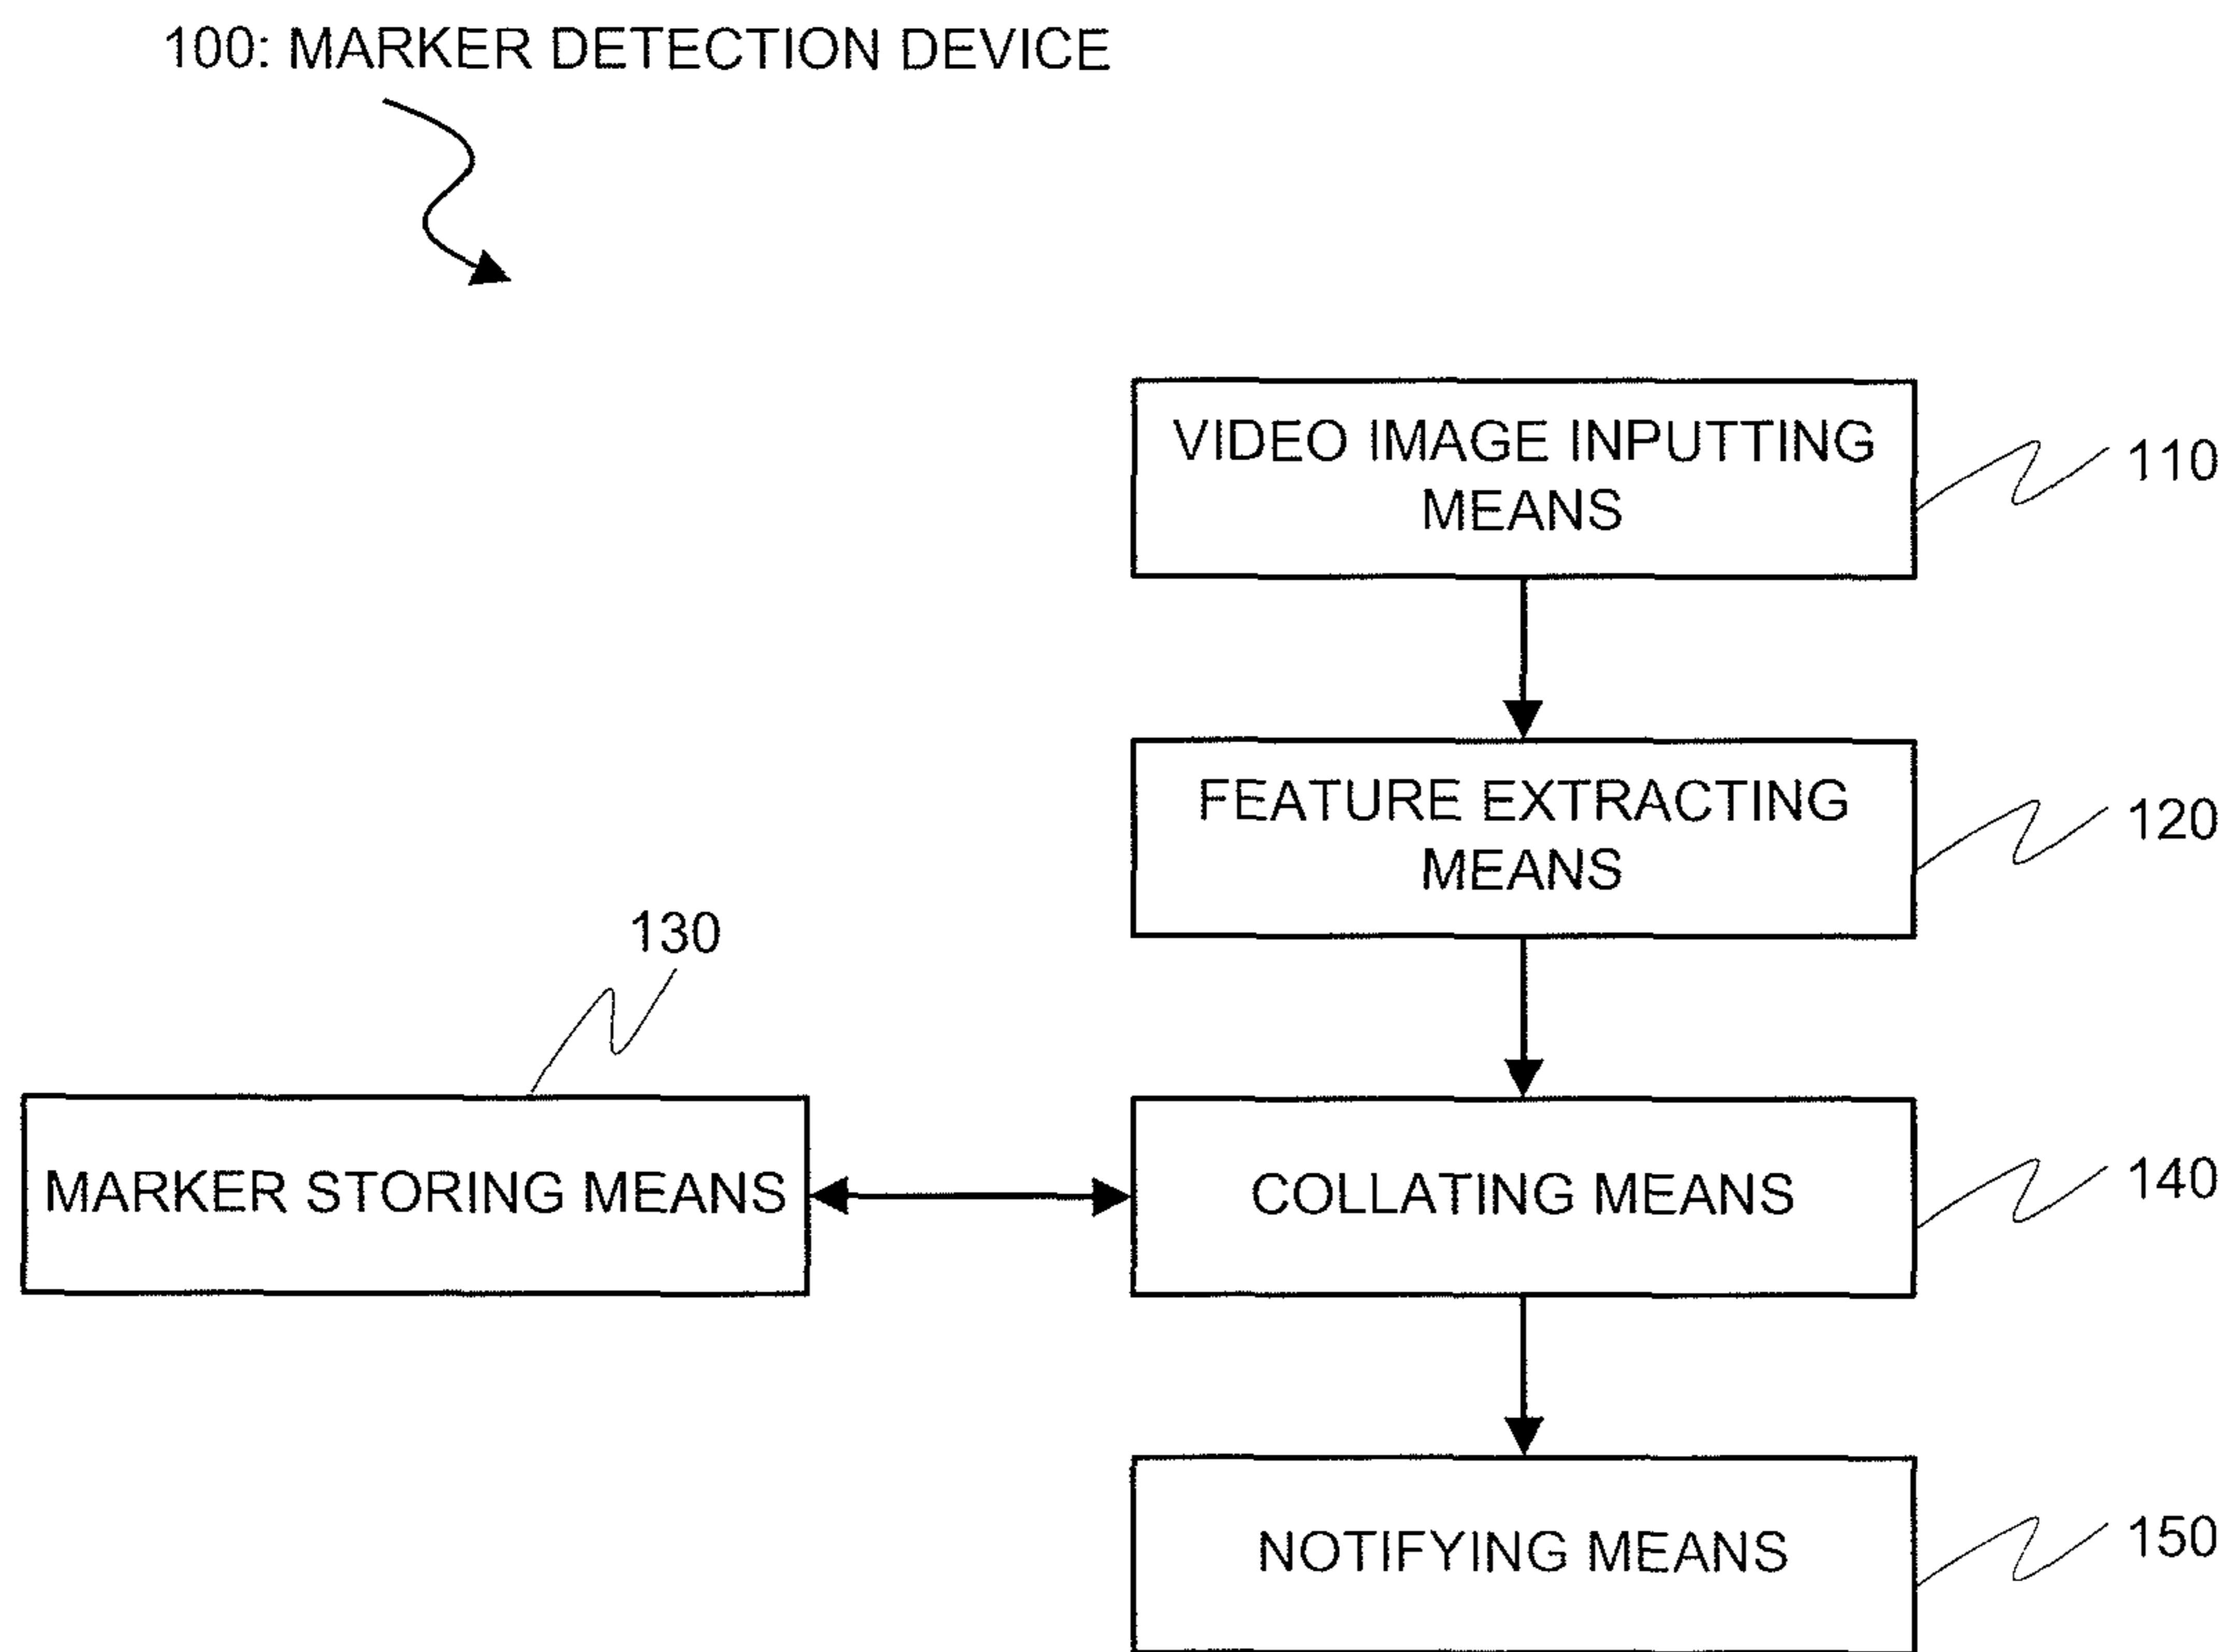 100: MARKER DETECTION DEVICE
VIDEO IMAGE INPUTTING
MEANS
110
FEATURE EXTRACTING
MEANS
120
130
MARKER STORING MEANS
COLLATING MEANS
140
NOTIFYING MEANS
150